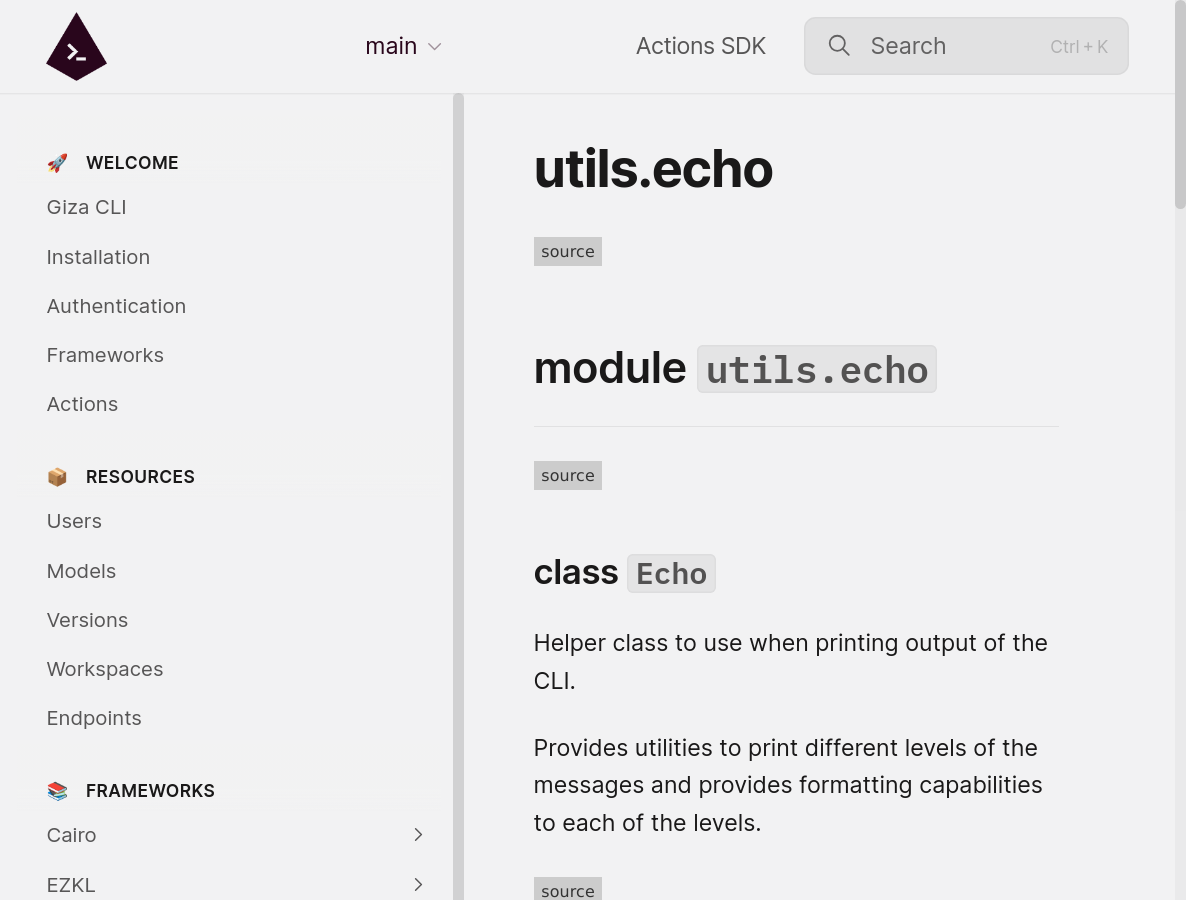 main
Actions SDK
Search
Ctrl + K
🚀 WELCOME
Giza CLI
Installation
Authentication
Frameworks
Actions
📦 RESOURCES
Users
Models
Versions
Workspaces
Endpoints
📚 FRAMEWORKS
Cairo
EZKL
utils.echo
source
module utils.echo
source
class Echo
Helper class to use when printing output of the
CLI.
Provides utilities to print different levels of the
messages and provides formatting capabilities
to each of the levels.
source